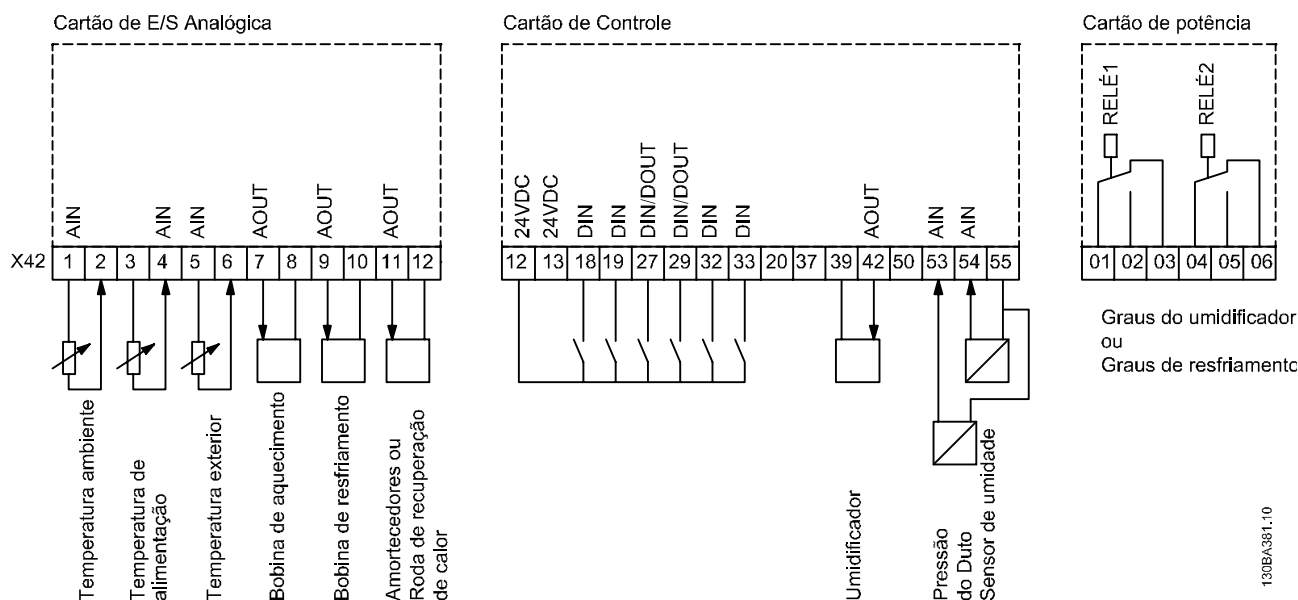 Cartão de E/S Analógica
AIN
AIN
AIN
AOUT
AOUT
AOUT
X42
1 2 3 4 5 6 7 8 9 10 11 12
Temperatura ambiente
Temperatura de
alimentação
Temperatura exterior
Bobina de aquecimento
Bobina de resfriamento
Amortecedores ou
Roda de recuperação
de calor
Cartão de Controle
24VDC
24VDC
DIN
DIN
DIN/DOUT
DIN/DOUT
DIN
DIN
AOUT
AIN
AIN
12 13 18 19 27 29 32 33 20 37 39 42 50 53 54 55
Umidificador
Pressão
do Duto
Sensor de umidade
Cartão de potência
RELÉ1
RELÉ2
01 02 03 04 05 06
Graus do umidificador
ou
Graus de resfriamento
130BA381.10